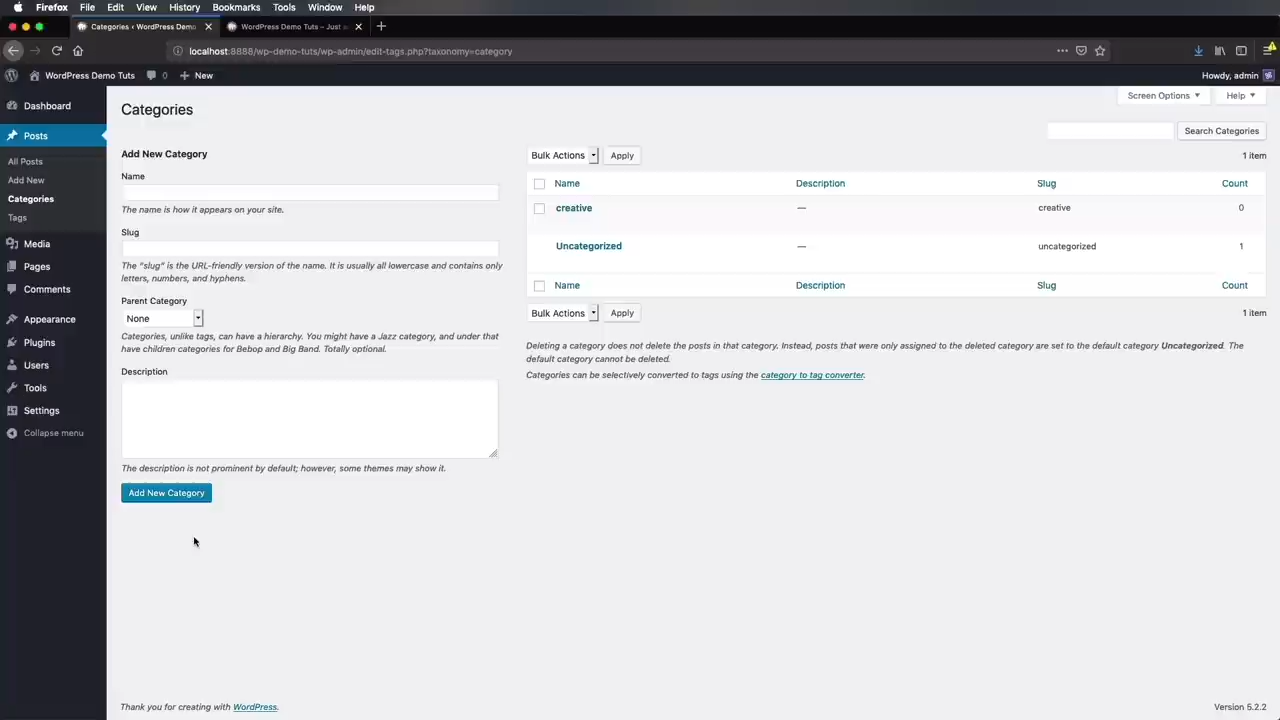 Firefox File Edit View History Bookmarks Tools Window Help
Categories ‹ WordPress Demo
WordPress Demo Tuts – Just a
localhost:8888/wp-demo-tuts/wp-admin/edit-tags.php?taxonomy=category
WordPress Demo Tuts 0 New
Howdy, admin
Dashboard
Posts
All Posts
Add New
Categories
Tags
Media
Pages
Comments
Appearance
Plugins
Users
Tools
Settings
Collapse menu
Screen Options
Help
Categories
Search Categories
Add New Category
Name
The name is how it appears on your site.
Slug
The “slug” is the URL-friendly version of the name. It is usually all lowercase and contains only
letters, numbers, and hyphens.
Parent Category
None
Categories, unlike tags, can have a hierarchy. You might have a Jazz category, and under that
have children categories for Bebop and Big Band. Totally optional.
Description
The description is not prominent by default; however, some themes may show it.
Add New Category
Bulk Actions Apply 1 item
Name Description Slug Count
creative — creative 0
Uncategorized — uncategorized 1
Name Description Slug Count
Bulk Actions Apply 1 item
Deleting a category does not delete the posts in that category. Instead, posts that were only assigned to the deleted category are set to the default category Uncategorized. The
default category cannot be deleted.
Categories can be selectively converted to tags using the category to tag converter.
Thank you for creating with WordPress.
Version 5.2.2